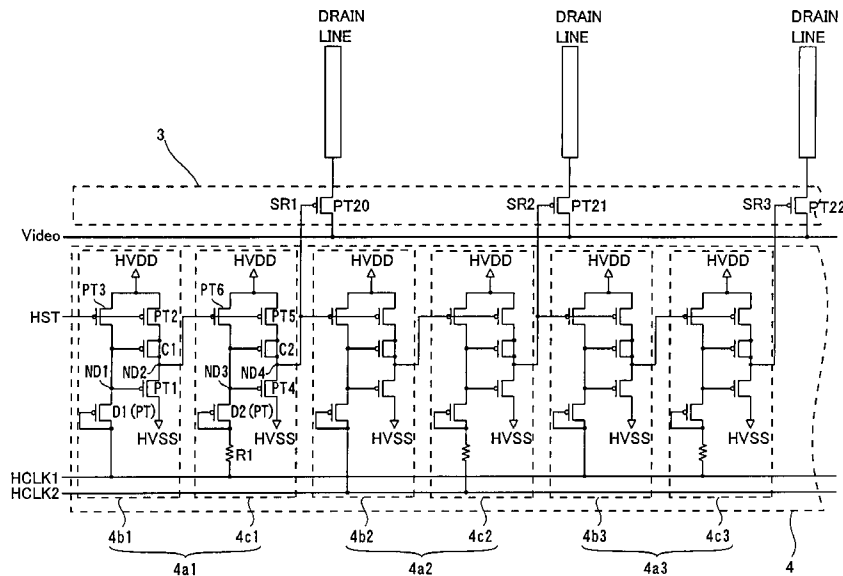 DRAIN LINE
DRAIN LINE
DRAIN LINE
3
SR1
PT20
SR2
PT21
SR3
PT22
Video
HVDD
HVDD
HVDD
HVDD
HVDD
HVDD
PT3
PT6
HST
PT2
PT5
C1
C2
ND1
ND2
ND3
ND4
PT1
PT4
D1(PT)
D2(PT)
HVSS
HVSS
HVSS
HVSS
HVSS
HVSS
R1
HCLK1
HCLK2
4b1
4c1
4b2
4c2
4b3
4c3
4
4a1
4a2
4a3